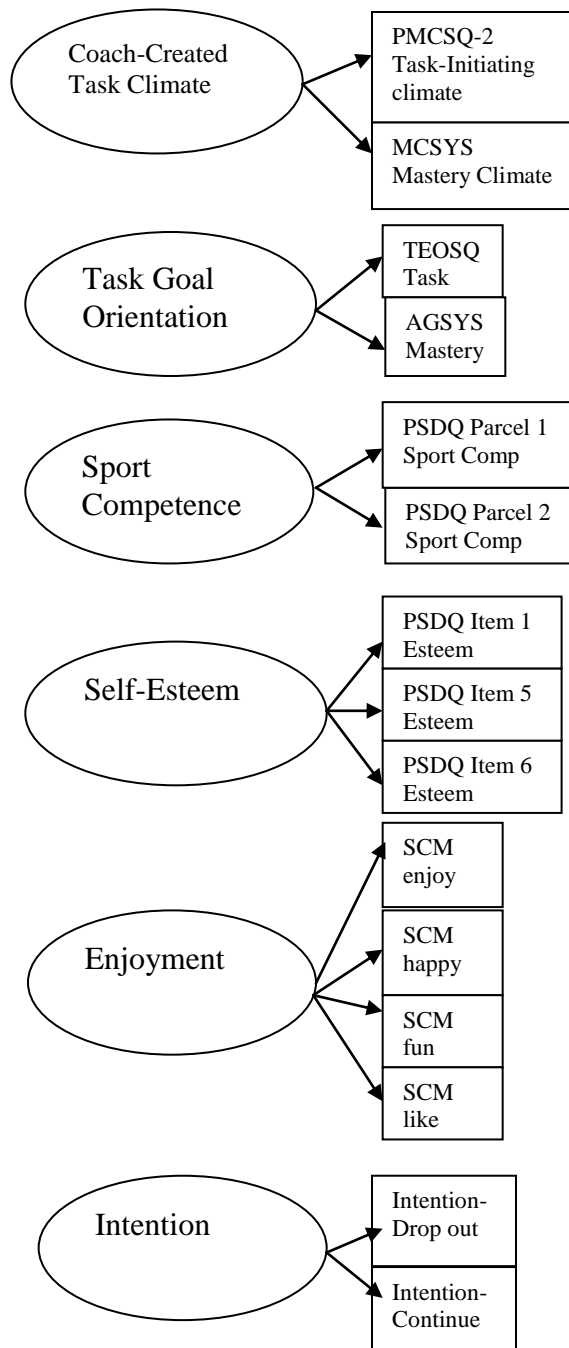 Coach-Created
Task Climate
PMCSQ-2
Task-Initiating
climate
MCSYS
Mastery Climate
Task Goal
Orientation
TEOSQ
Task
AGSYS
Mastery
Sport
Competence
PSDQ Parcel 1
Sport Comp
PSDQ Parcel 2
Sport Comp
Self-Esteem
PSDQ Item 1
Esteem
PSDQ Item 5
Esteem
PSDQ Item 6
Esteem
Enjoyment
SCM
enjoy
SCM
happy
SCM
fun
SCM
like
Intention
Intention-
Drop out
Intention-
Continue